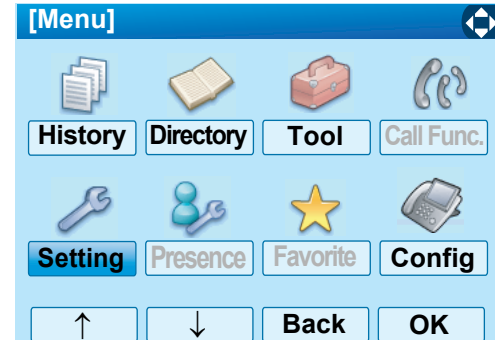 [Menu]
History Directory Tool Call Func.
Setting Presence Favorite Config
↑ ↓ Back OK